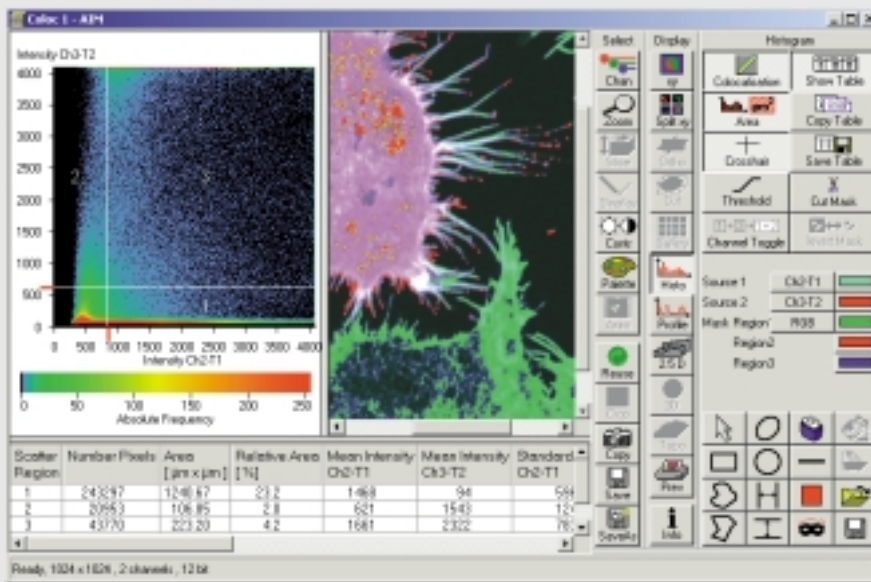 Coloc 1 - AIM
Intensity Ch3-T2
4000
3500
3000
2500
2000
1500
1000
500
0
2
3
1
0 500 1000 1500 2000 2500 3000 3500 4000
Intensity Ch2-T1
0 50 100 150 200 250
Absolute Frequency
Select
Chan
Zoom
Contr
Palette
Reuse
Copy
Save
SaveAs
Display
xy
Split xy
Histo
Profile
2.5 D
Info
Histogram
Colocalisation Show Table
Area Copy Table
Crosshair Save Table
Threshold Cut Mask
Channel Toggle Invert Mask
Source 1 Ch2-T1
Source 2 Ch3-T2
Mask Region RGB
Region2
Region3
Scatter Number Pixels Area Relative Area Mean Intensity Mean Intensity Standard
Region [µm x µm] [%] Ch2-T1 Ch3-T2 Ch2-T1
1 243297 1240.67 23.2 1468 94
2 20953 106.85 2.0 621 1543
3 43770 223.20 4.2 1661 2322
Ready, 1024 x 1024 , 2 channels , 12 bit